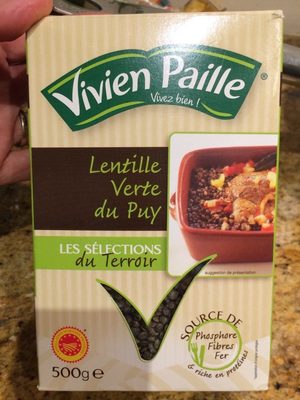 Vivien Paille®
Vivez bien !
Lentille
Verte
du Puy
LES SÉLECTIONS
du Terroir
suggestion de présentation
SOURCE DE
Phosphore
Fibres
Fer
& riche en protéines
500g e